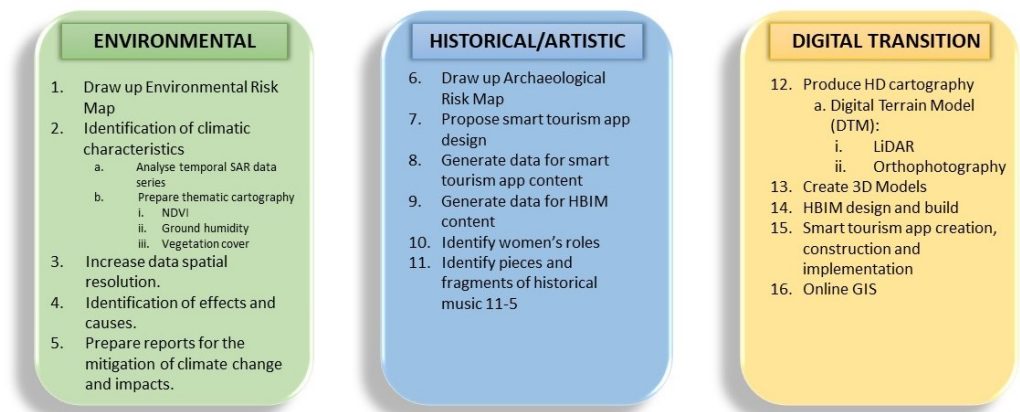 ENVIRONMENTAL
1. Draw up Environmental Risk
Map
2. Identification of climatic
characteristics
a. Analyse temporal SAR data
series
b. Prepare thematic cartography
i. NDVI
ii. Ground humidity
iii. Vegetation cover
3. Increase data spatial
resolution.
4. Identification of effects and
causes.
5. Prepare reports for the
mitigation of climate change
and impacts.
HISTORICAL/ARTISTIC
6. Draw up Archaeological
Risk Map
7. Propose smart tourism app
design
8. Generate data for smart
tourism app content
9. Generate data for HBIM
content
10. Identify women's roles
11. Identify pieces and
fragments of historical
music 11-5
DIGITAL TRANSITION
12. Produce HD cartography
a. Digital Terrain Model
(DTM):
i. LiDAR
ii. Orthophotography
13. Create 3D Models
14. HBIM design and build
15. Smart tourism app creation,
construction and
implementation
16. Online GIS